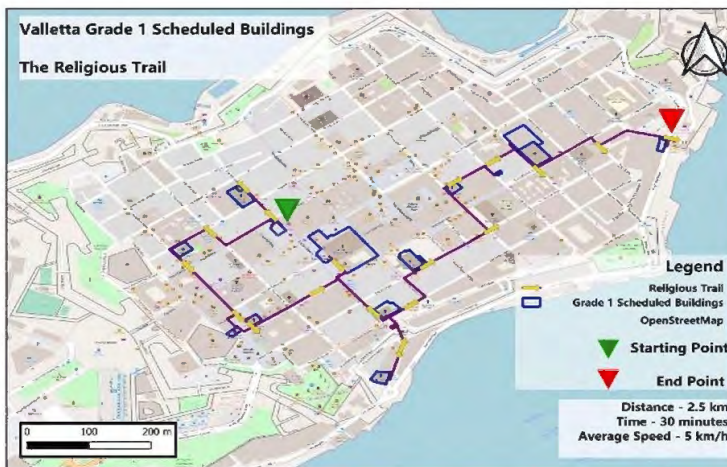 Valletta Grade 1 Scheduled Buildings
The Religious Trail
Legend
Religious Trail
Grade 1 Scheduled Buildings
OpenStreetMap
Starting Point
End Point
Distance - 2.5 km
Time - 30 minutes
Average Speed - 5 km/h
0 100 200 m